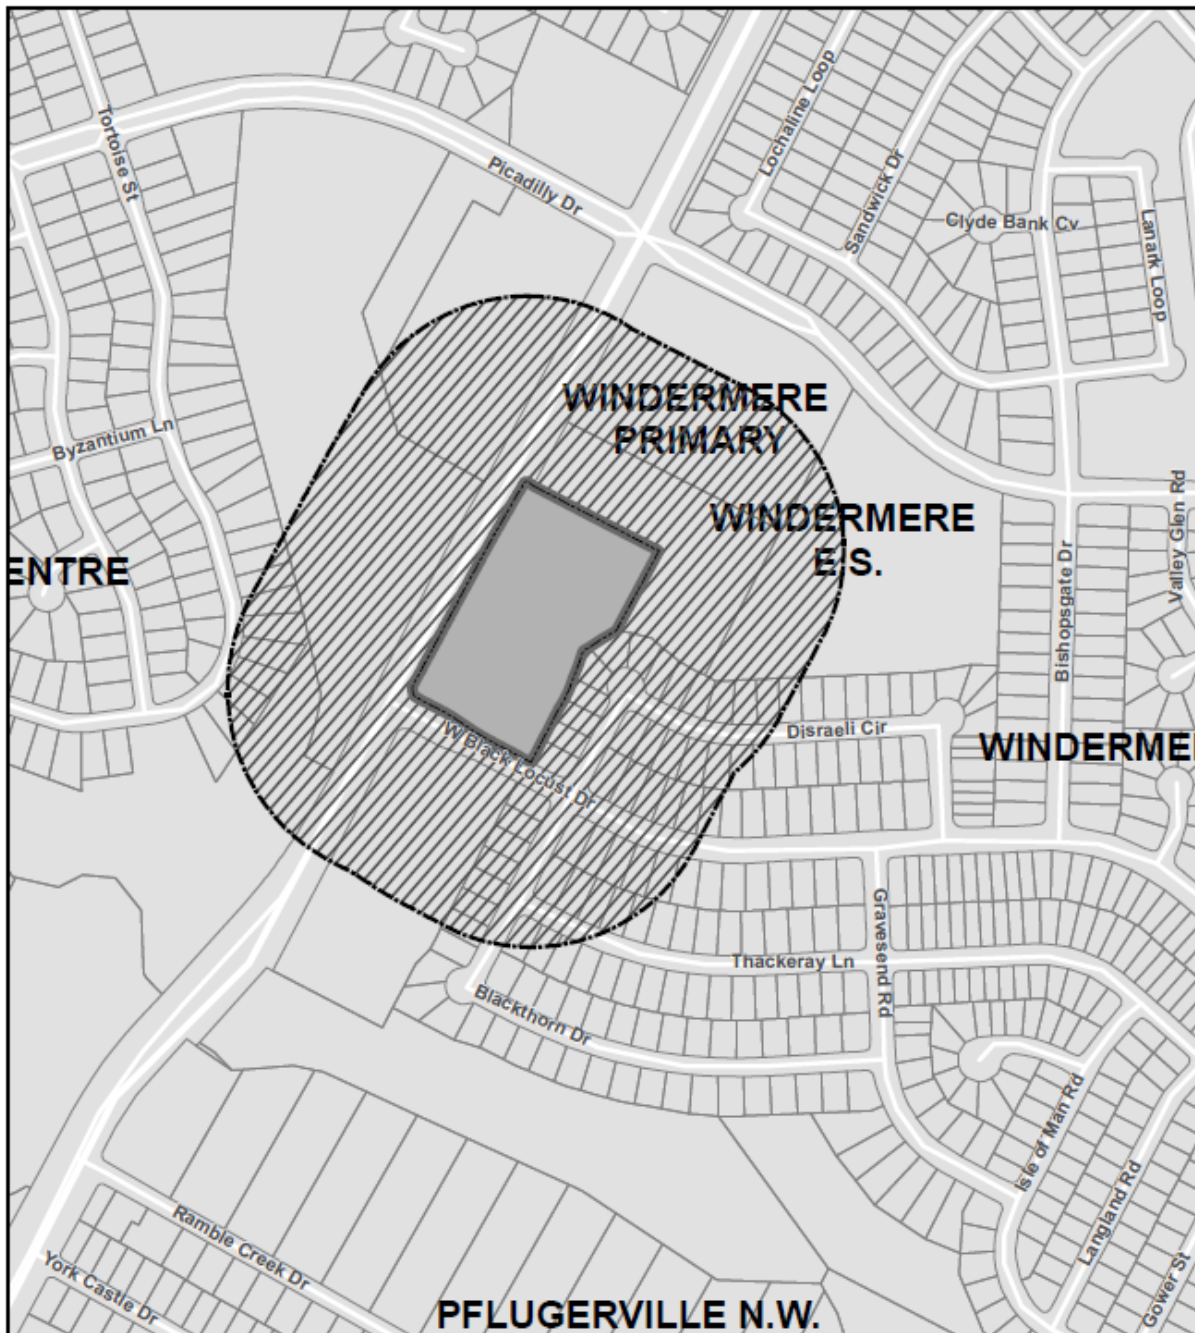 Tortoise St
Lochaline Loop
Picadilly Dr
Sandwick Dr
Clyde Bank Cv
Lanark Loop
WINDERMERE
PRIMARY
Byzantium Ln
WINDERMERE
E.S.
Valley Glen Rd
ENTRE
Bishopsgate Dr
W Black Locust Dr
Disraeli Cir
WINDERME
Gravesend Rd
Thackeray Ln
Blackthorn Dr
Isle of Man Rd
Langland Rd
Ramble Creek Dr
York Castle Dr
Gower St
PFLUGERVILLE N.W.